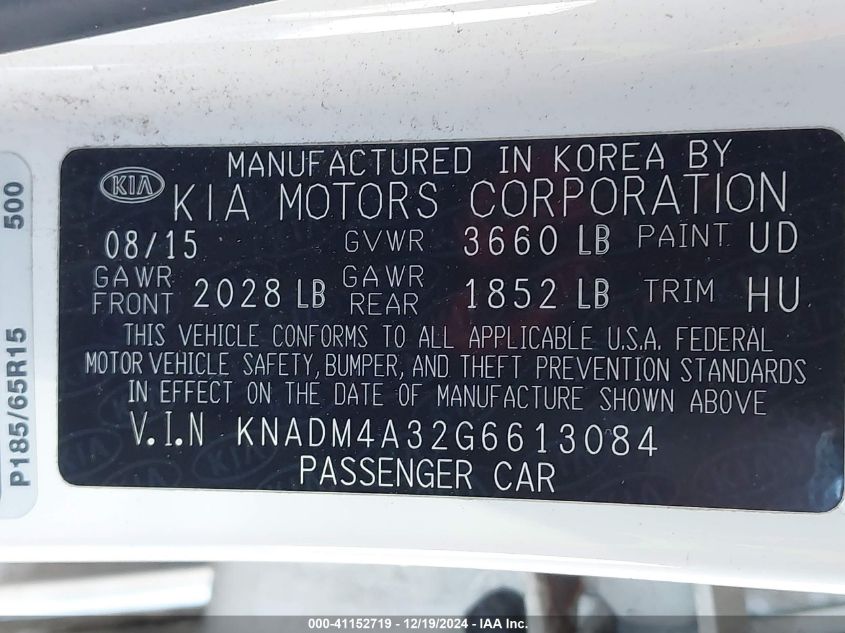 MANUFACTURED IN KOREA BY
KIA KIA MOTORS CORPORATION
08/15 GVWR 3660 LB PAINT UD
GAWR FRONT 2028 LB GAWR REAR 1852 LB TRIM HU
THIS VEHICLE CONFORMS TO ALL APPLICABLE U.S.A. FEDERAL
MOTOR VEHICLE SAFETY, BUMPER, AND THEFT PREVENTION STANDARDS
IN EFFECT ON THE DATE OF MANUFACTURE SHOWN ABOVE
V.I.N KNADM4A32G6613084
PASSENGER CAR
P185/65R15 500
000-41152719 - 12/19/2024 - IAA Inc.